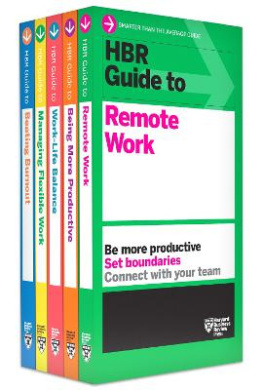 HBR Guide to
Beating Burnout
HBR Guide to
Managing Flexible Work
HBR Guide to
Work-Life Balance
HBR Guide to
Being More Productive
HBR Guide to
Remote Work
SMARTER THAN THE AVERAGE GUIDE
HBR
Guide to
Remote
Work
Be more productive
Set boundaries
Connect with your team
Harvard
Business
Review
Press